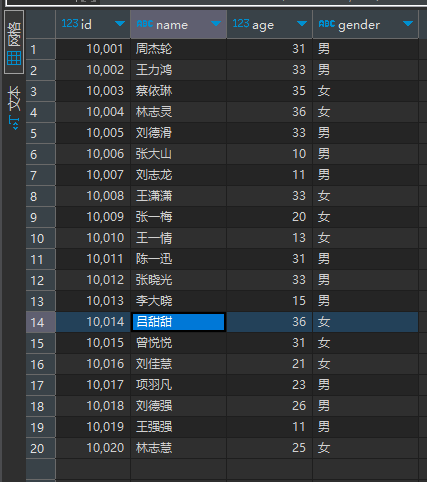 网格
文本
123 id ABC name 123 age ABC gender
1 10,001 周杰轮 31 男
2 10,002 王力鸿 33 男
3 10,003 蔡依琳 35 女
4 10,004 林志灵 36 女
5 10,005 刘德滑 33 男
6 10,006 张大山 10 男
7 10,007 刘志龙 11 男
8 10,008 王潇潇 33 女
9 10,009 张一梅 20 女
10 10,010 王一情 13 女
11 10,011 陈一迅 31 男
12 10,012 张晓光 33 男
13 10,013 李大晓 15 男
14 10,014 吕甜甜 36 女
15 10,015 曾悦悦 31 女
16 10,016 刘佳慧 21 女
17 10,017 项羽凡 23 男
18 10,018 刘德强 26 男
19 10,019 王强强 11 男
20 10,020 林志慧 25 女